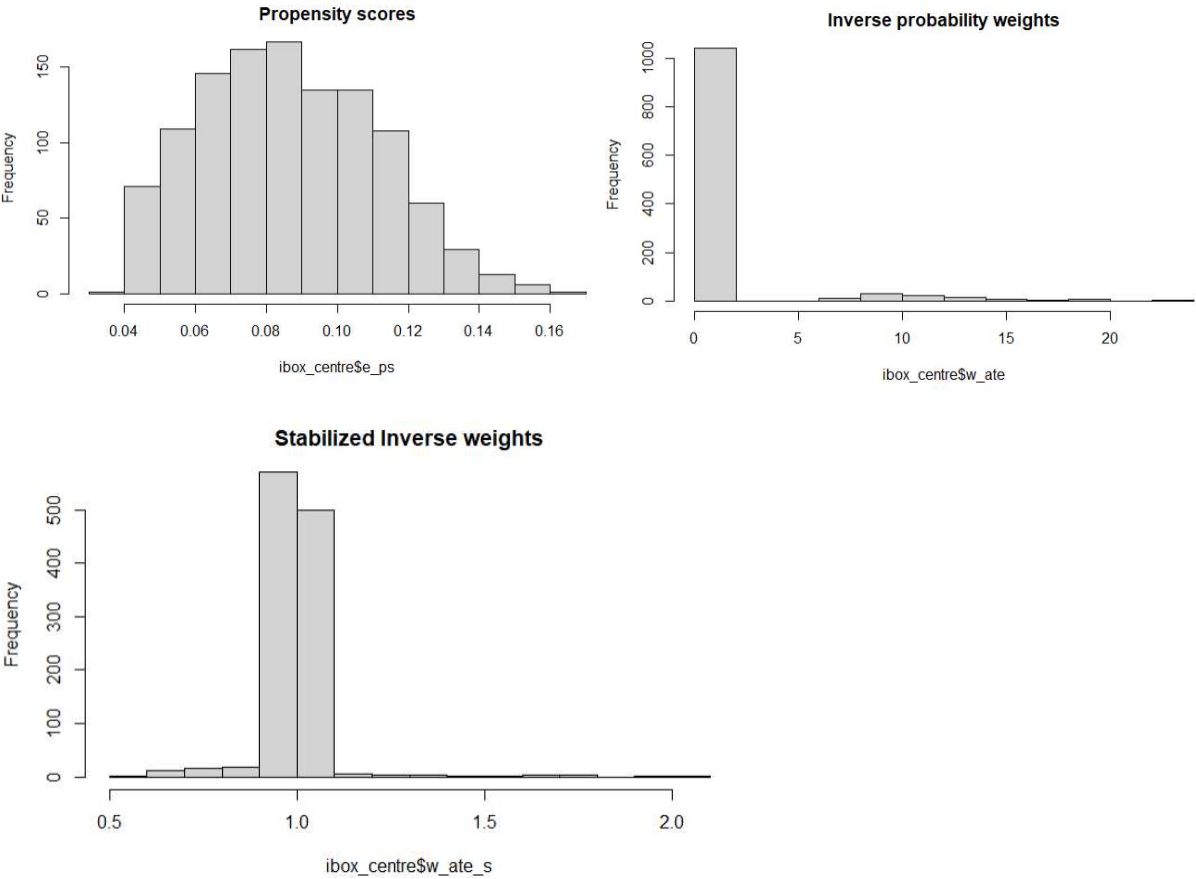 Propensity scores
Frequency
0
50
100
150
0.04 0.06 0.08 0.10 0.12 0.14 0.16
ibox_centre$e_ps
Inverse probability weights
Frequency
0
200
400
600
800
1000
0 5 10 15 20
ibox_centre$w_ate
Stabilized Inverse weights
Frequency
0
100
200
300
400
500
0.5 1.0 1.5 2.0
ibox_centre$w_ate_s